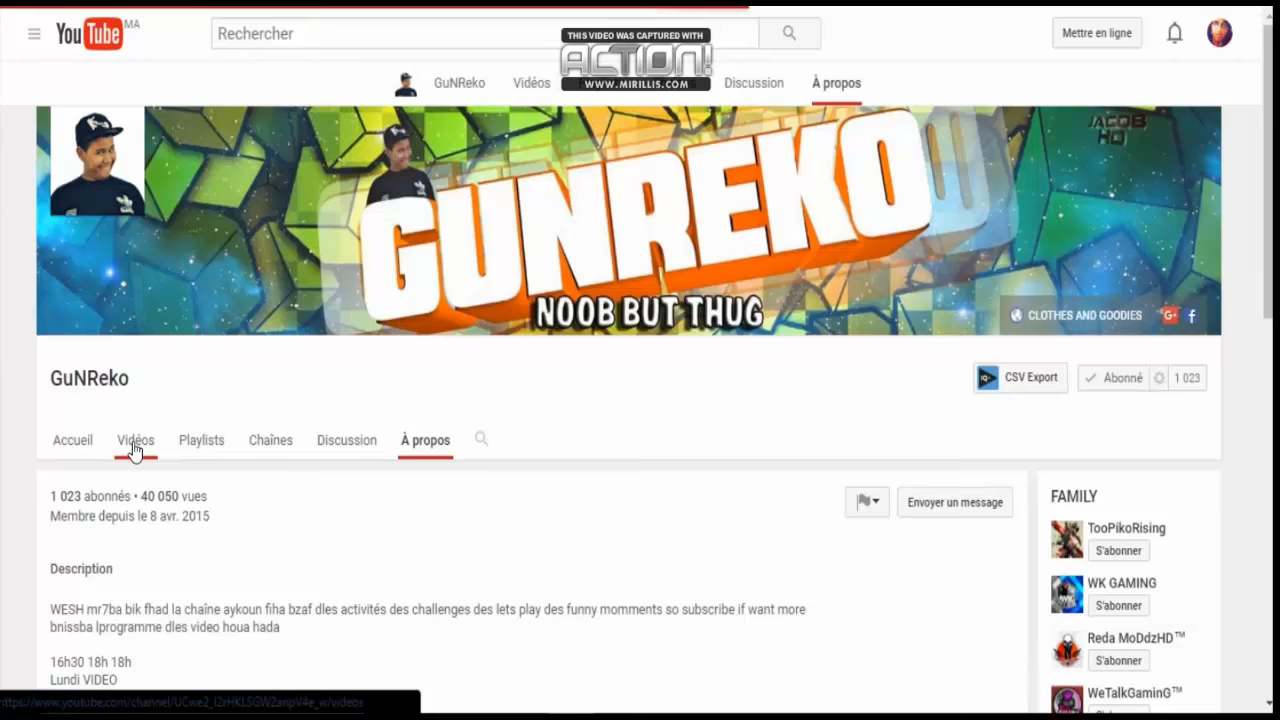 YouTube MA
Rechercher
Mettre en ligne
THIS VIDEO WAS CAPTURED WITH
ACTION!
WWW.MIRILLIS.COM
GuNReko Vidéos Discussion À propos
JACOB
HD
GUNREKO
NOOB BUT THUG
CLOTHES AND GOODIES G+ f
GuNReko
CSV Export
Abonné 1 023
Accueil Vidéos Playlists Chaînes Discussion À propos
1 023 abonnés • 40 050 vues
Membre depuis le 8 avr. 2015
Envoyer un message
Description
WESH mr7ba bik fhad la chaîne aykoun fiha bzaf dles activités des challenges des lets play des funny momments so subscribe if want more
bnissba lprogramme dles video houa hada
16h30 18h 18h
Lundi VIDEO
FAMILY
TooPikoRising
S'abonner
WK GAMING
S'abonner
Reda MoDdzHD™
S'abonner
WeTalkGaminG™